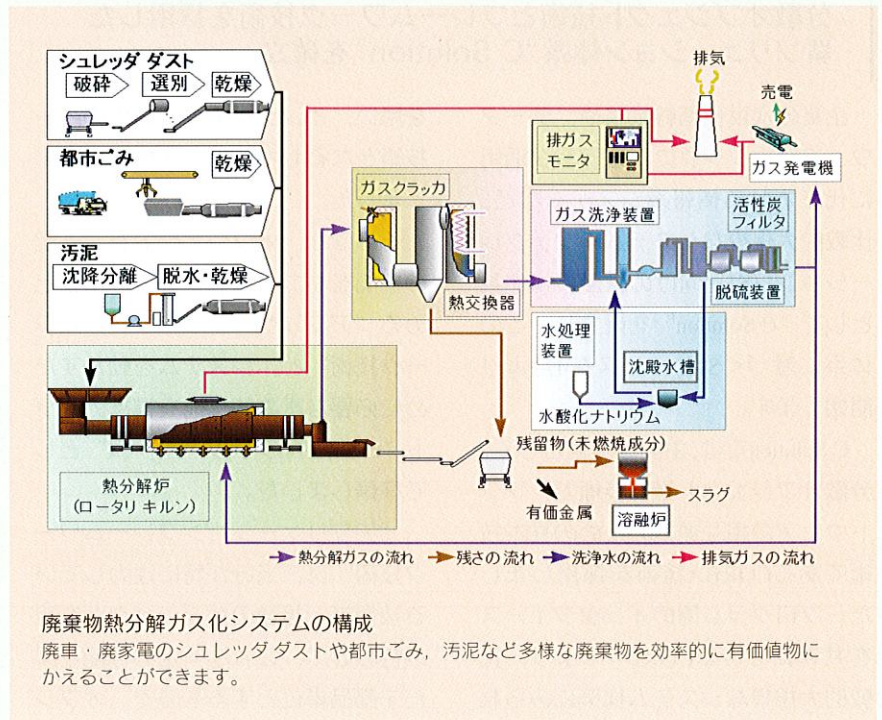 シュレッダ ダスト
破砕
選別
乾燥
都市ごみ
乾燥
汚泥
沈降分離
脱水・乾燥
熱分解炉
(ロータリ キルン)
ガスクラッカ
熱交換器
排ガス
モニタ
排気
売電
ガス発電機
ガス洗浄装置
活性炭
フィルタ
脱硫装置
水処理
装置
沈殿水槽
水酸化ナトリウム
残留物(未燃焼成分)
有価金属
溶融炉
スラグ
熱分解ガスの流れ
残さの流れ
洗浄水の流れ
排気ガスの流れ
廃棄物熱分解ガス化システムの構成
廃車・廃家電のシュレッダダストや都市ごみ，汚泥など多様な廃棄物を効率的に有価値物に
かえることができます。